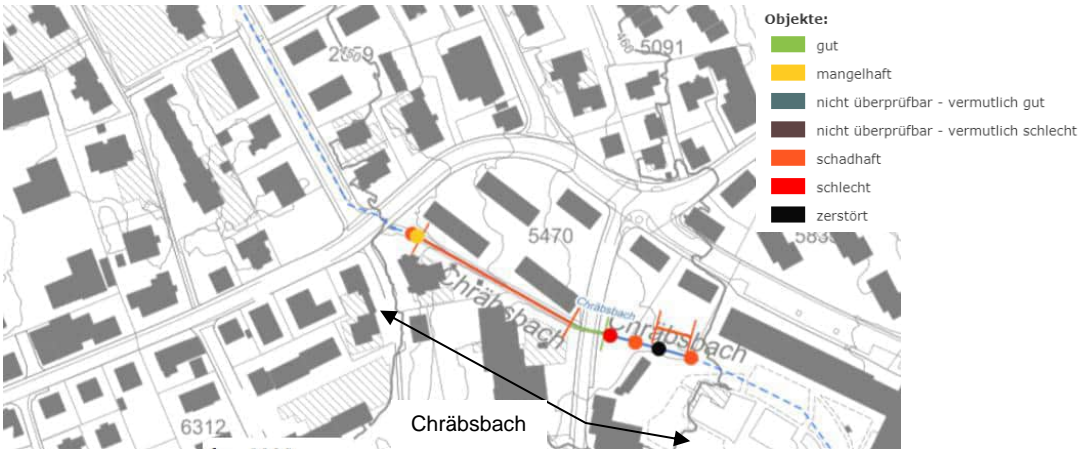 Objekte:
gut
mangelhaft
nicht überprüfbar - vermutlich gut
nicht überprüfbar - vermutlich schlecht
schadhaft
schlecht
zerstört
460
5091
5470
Chräbsbach
Chräbsbach
Chräbsbach
6312
Chräbsbach